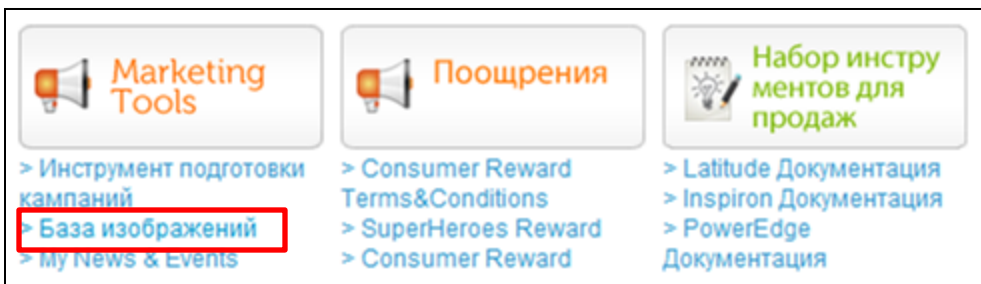 Marketing
Tools
> Инструмент подготовки
кампаний
> База изображений
> My News & Events
Поощрения
> Consumer Reward
Terms&Conditions
> SuperHeroes Reward
> Consumer Reward
Набор инстру
ментов для
продаж
> Latitude Документация
> Inspiron Документация
> PowerEdge
Документация